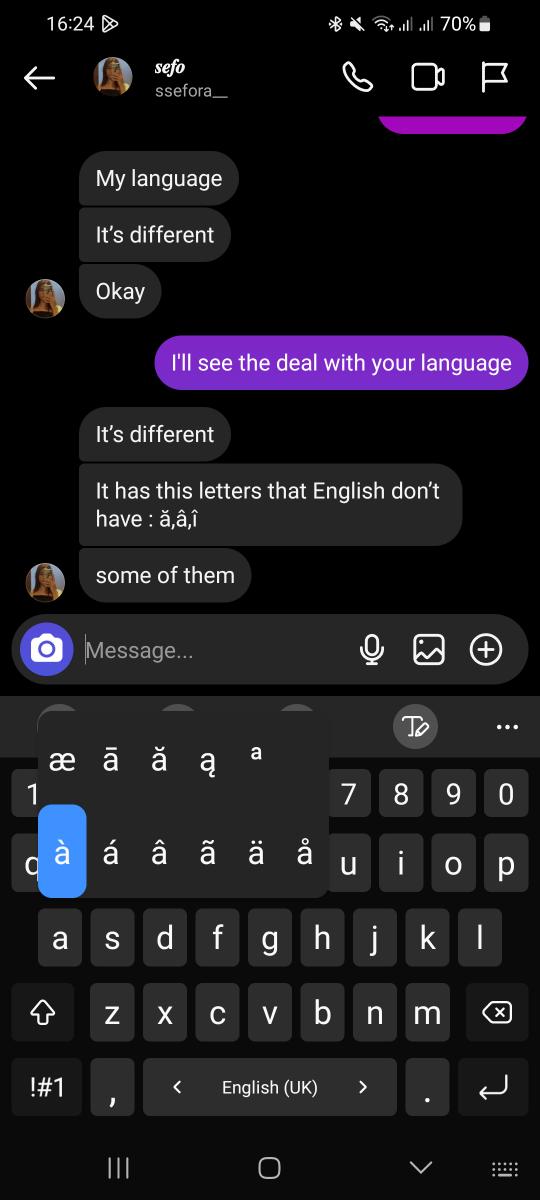 16:24 70%
sefo
ssefora__
My language
It's different
Okay
I'll see the deal with your language
It's different
It has this letters that English don't
have : ă,â,î
some of them
Message...
æ ā ă ą ª
1 7 8 9 0
à á â ã ä å
q u i o p
a s d f g h j k l
z x c v b n m
!#1 , < English (UK) > .